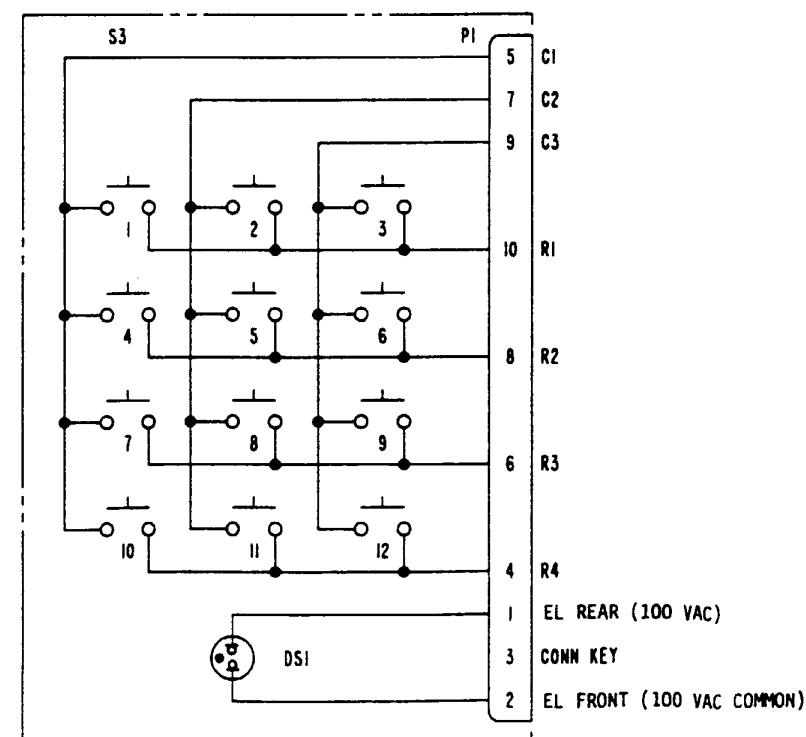 S3 P1
5 C1
7 C2
9 C3
1 2 3
10 R1
4 5 6
8 R2
7 8 9
6 R3
10 11 12
4 R4
1 EL REAR (100 VAC)
DS1 3 CONN KEY
2 EL FRONT (100 VAC COMMON)